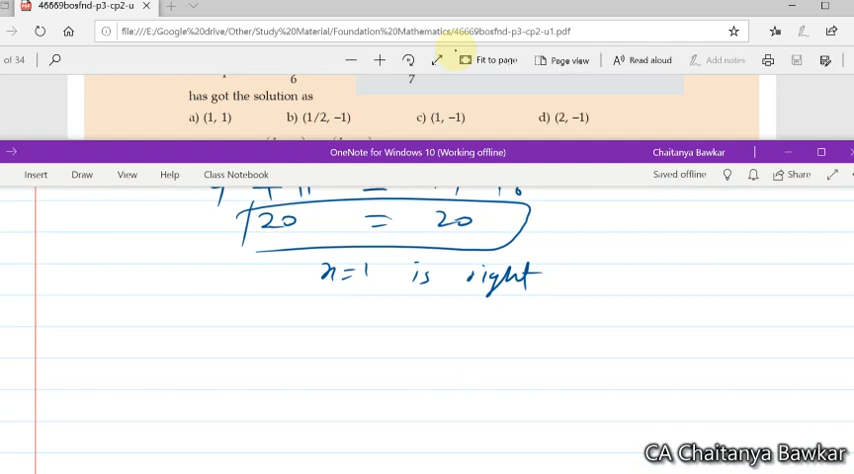 46669bosfnd-p3-cp2-u
file:///E:/Google%20drive/Other/Study%20Material/Foundation%20Mathematics/46669bosfnd-p3-cp2-u1.pdf
of 34
Fit to page
Page view
Read aloud
Add notes
6 7
has got the solution as
a) (1, 1) b) (1/2, −1) c) (1, −1) d) (2, −1)
OneNote for Windows 10 (Working offline)
Chaitanya Bawkar
Insert Draw View Help Class Notebook
Saved offline
Share
20 = 20
x=1 is right
CA Chaitanya Bawkar